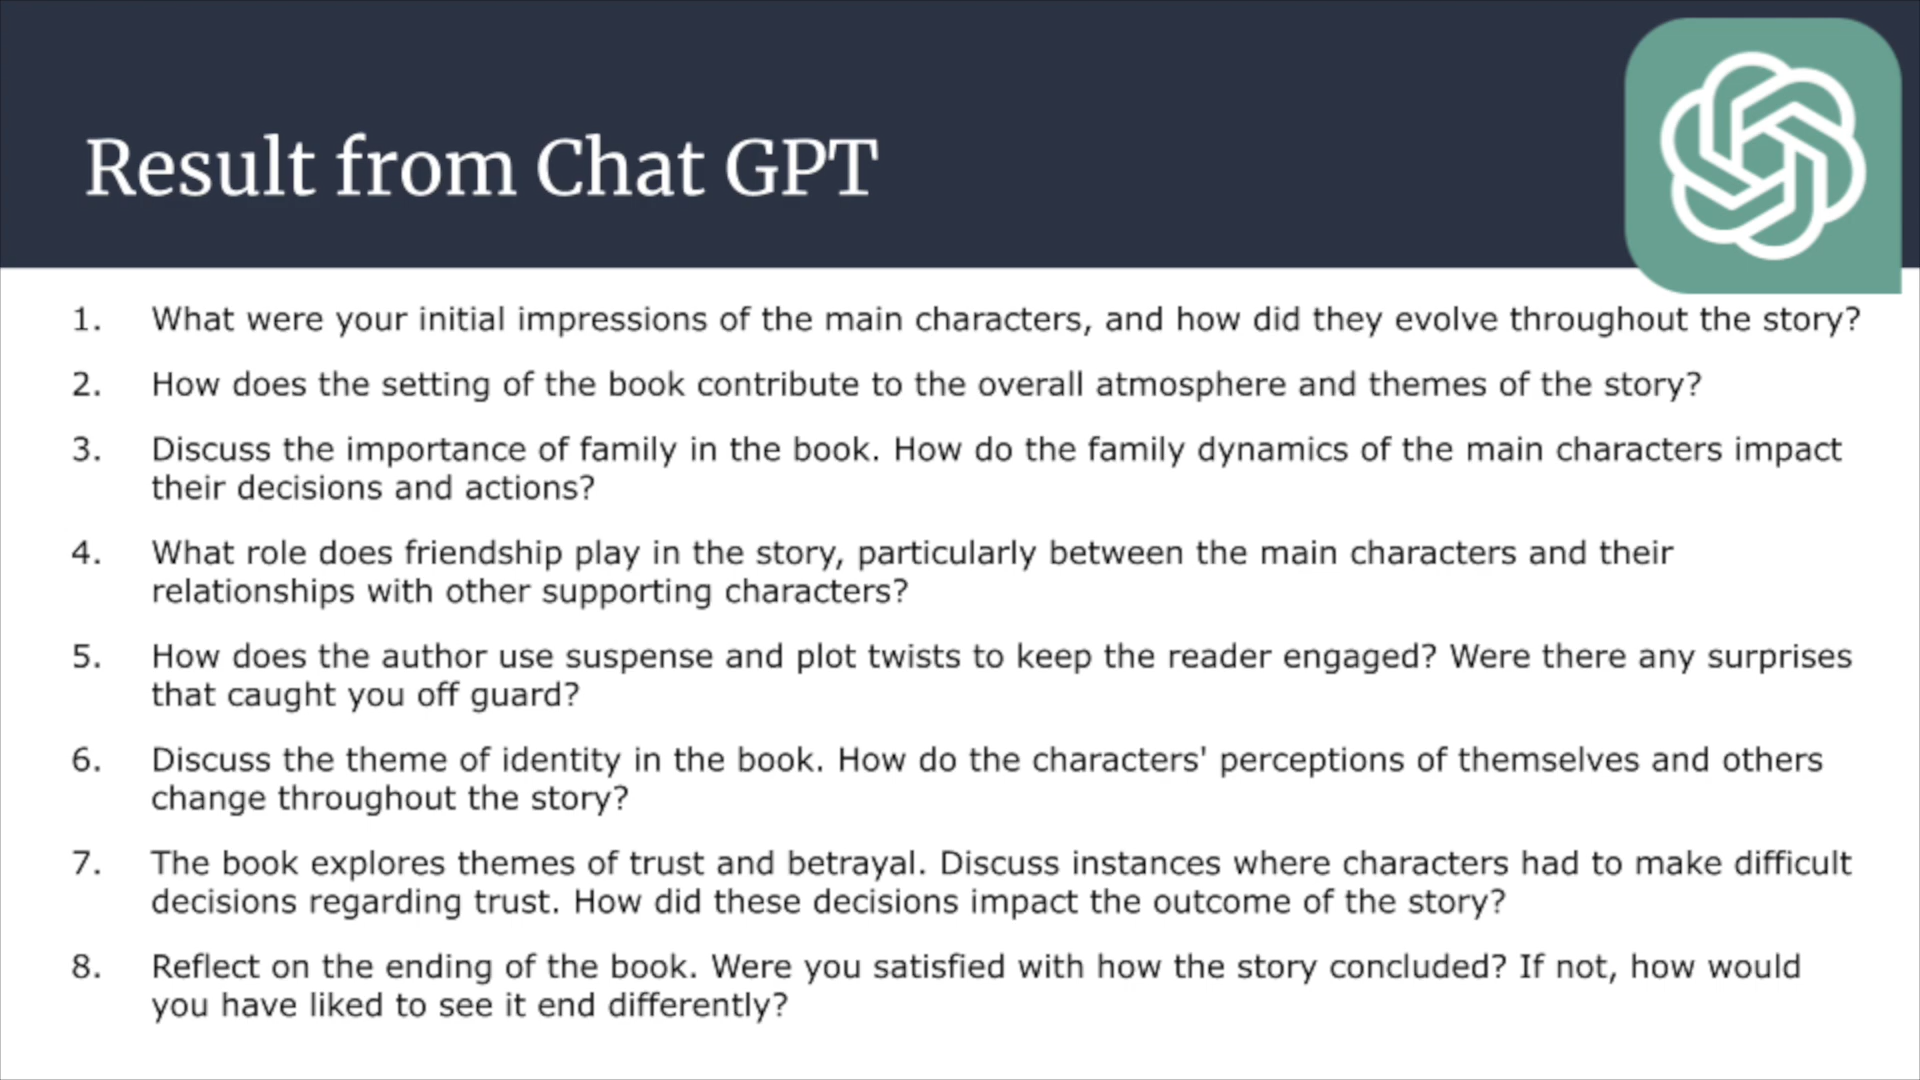 Result from Chat GPT
1. What were your initial impressions of the main characters, and how did they evolve throughout the story?
2. How does the setting of the book contribute to the overall atmosphere and themes of the story?
3. Discuss the importance of family in the book. How do the family dynamics of the main characters impact
their decisions and actions?
4. What role does friendship play in the story, particularly between the main characters and their
relationships with other supporting characters?
5. How does the author use suspense and plot twists to keep the reader engaged? Were there any surprises
that caught you off guard?
6. Discuss the theme of identity in the book. How do the characters' perceptions of themselves and others
change throughout the story?
7. The book explores themes of trust and betrayal. Discuss instances where characters had to make difficult
decisions regarding trust. How did these decisions impact the outcome of the story?
8. Reflect on the ending of the book. Were you satisfied with how the story concluded? If not, how would
you have liked to see it end differently?